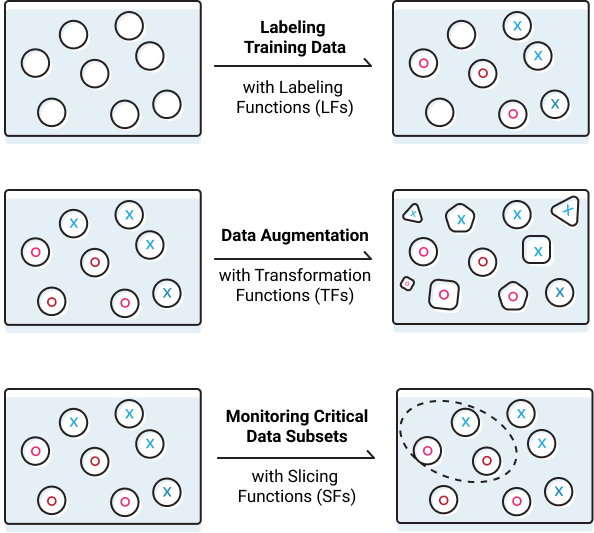 Labeling
Training Data
with Labeling
Functions (LFs)
X
O
X
O
X
O
Data Augmentation
with Transformation
Functions (TFs)
X
X
O
X
O
X
O
O
X
X
X
X
O
X
O
O
O
O
X
Monitoring Critical
Data Subsets
with Slicing
Functions (SFs)
X
X
O
X
O
X
O
O
X
X
O
X
O
X
O
O